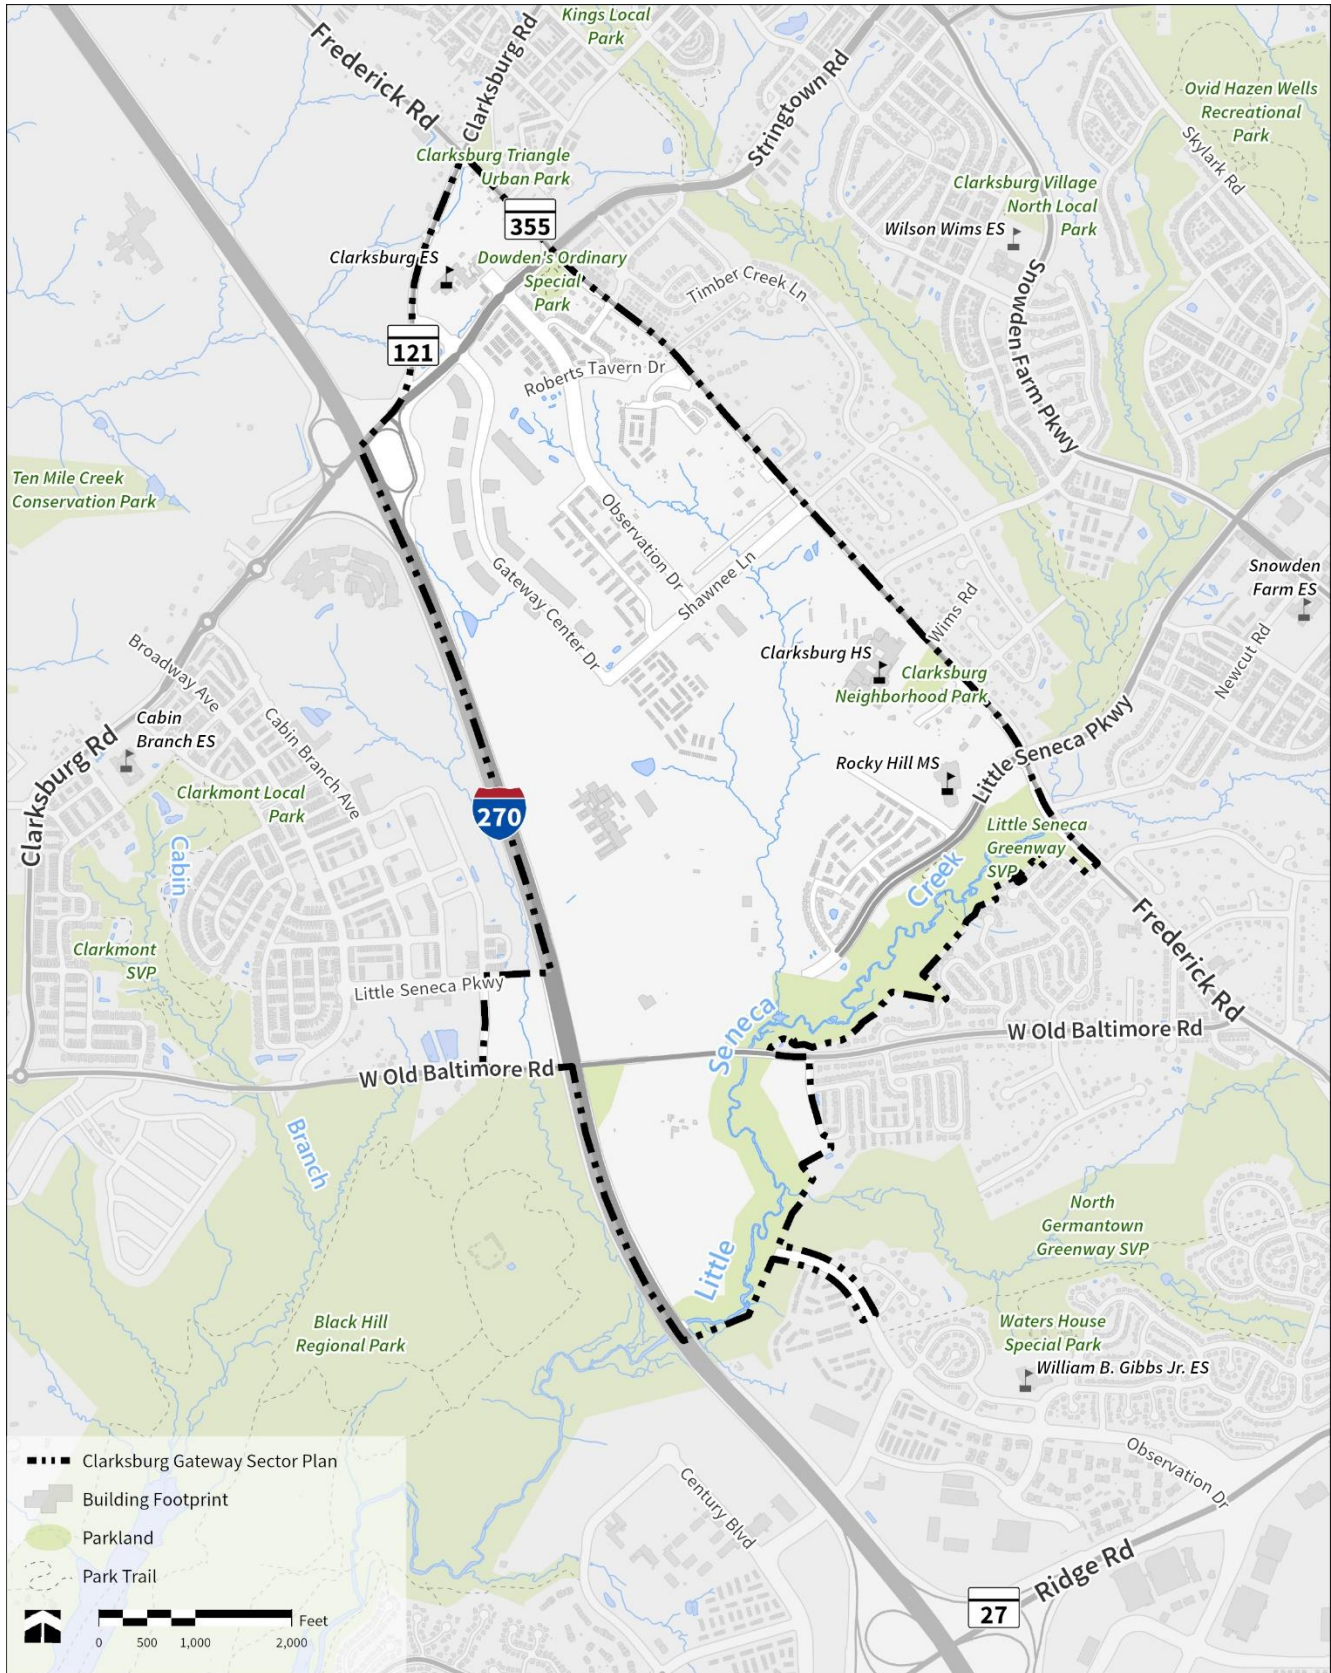 Kings Local
Park
Frederick Rd
Clarksburg Rd
Stringtown Rd
Ovid Hazen Wells
Recreational
Park
Skylark Rd
Clarksburg Triangle
Urban Park
355
Clarksburg Village
North Local
Park
Wilson Wims ES
Clarksburg ES
Dowden's Ordinary
Special
Park
Timber Creek Ln
Snowden Farm Pkwy
121
Roberts Tavern Dr
Ten Mile Creek
Conservation Park
Observation Dr
Gateway Center Dr
Shawnee Ln
Snowden
Farm ES
Wims Rd
Newcut Rd
Clarksburg HS
Clarksburg
Neighborhood Park
Broadway Ave
Cabin Branch Ave
Cabin
Branch ES
Clarksburg Rd
Little Seneca Pkwy
Rocky Hill MS
Clarkmont Local
Park
270
Little Seneca
Greenway
SVP
Cabin
Creek
Frederick Rd
Clarkmont
SVP
Little Seneca Pkwy
Seneca
W Old Baltimore Rd
W Old Baltimore Rd
Branch
North
Germantown
Greenway SVP
Little
Black Hill
Regional Park
Waters House
Special Park
William B. Gibbs Jr. ES
Observation Dr
Century Blvd
Ridge Rd
27
Clarksburg Gateway Sector Plan
Building Footprint
Parkland
Park Trail
Feet
0 500 1,000 2,000